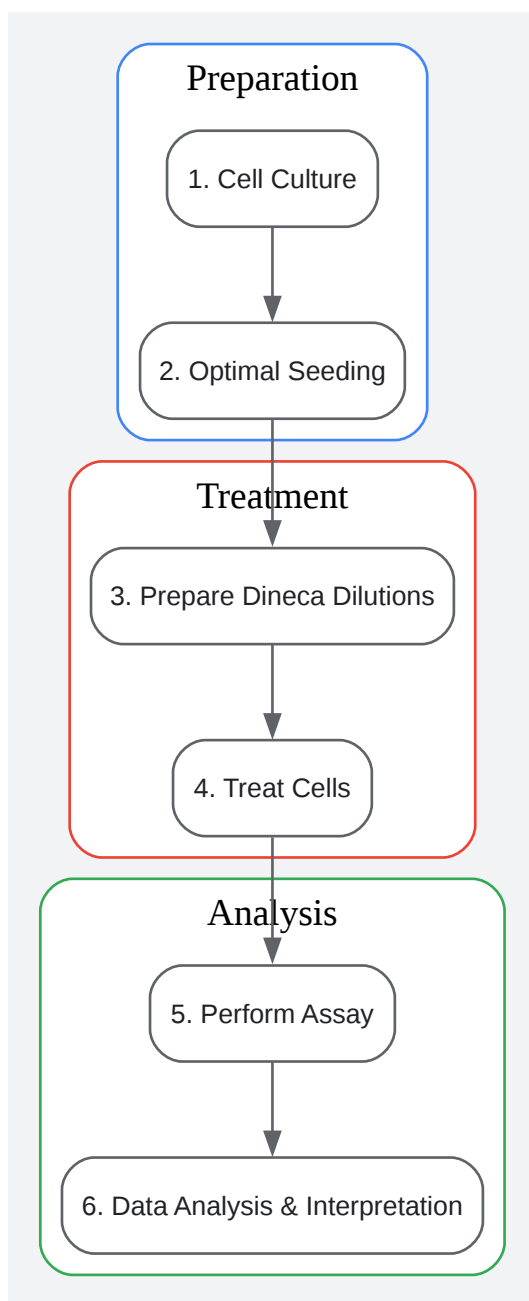 Preparation
1. Cell Culture
2. Optimal Seeding
Treatment
3. Prepare Dineca Dilutions
4. Treat Cells
Analysis
5. Perform Assay
6. Data Analysis & Interpretation